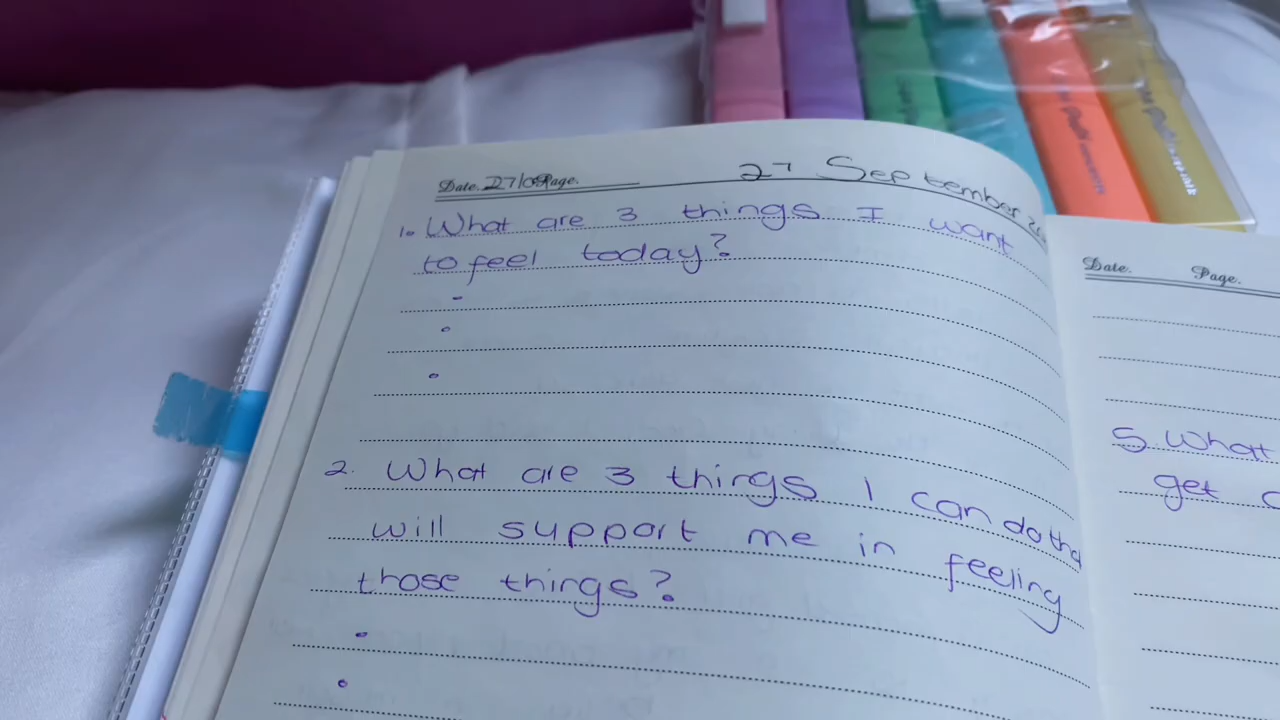 Date. 27/09 Page.
27 September
1. What are 3 things I want
to feel today?
2. What are 3 things I can do
will support me in feeling
those things?
Date. Page.
5. What
get